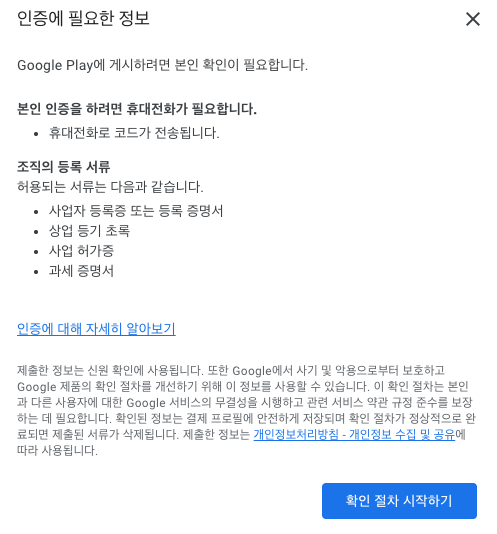 인증에 필요한 정보
Google Play에 게시하려면 본인 확인이 필요합니다.
본인 인증을 하려면 휴대전화가 필요합니다.
• 휴대전화로 코드가 전송됩니다.
조직의 등록 서류
허용되는 서류는 다음과 같습니다.
• 사업자 등록증 또는 등록 증명서
• 상업 등기 초록
• 사업 허가증
• 과세 증명서
인증에 대해 자세히 알아보기
제출한 정보는 신원 확인에 사용됩니다. 또한 Google에서 사기 및 악용으로부터 보호하고
Google 제품의 확인 절차를 개선하기 위해 이 정보를 사용할 수 있습니다. 이 확인 절차는 본인
과 다른 사용자에 대한 Google 서비스의 무결성을 시행하고 관련 서비스 약관 규정 준수를 보장
하는 데 필요합니다. 확인된 정보는 결제 프로필에 안전하게 저장되며 확인 절차가 정상적으로 완
료되면 제출된 서류가 삭제됩니다. 제출한 정보는 개인정보처리방침 - 개인정보 수집 및 공유에
따라 사용됩니다.
확인 절차 시작하기